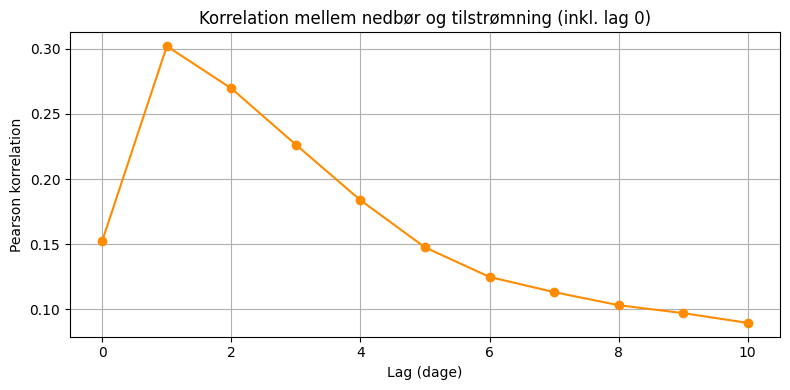 Korrelation mellem nedbør og tilstrømning (inkl. lag 0)
Pearson korrelation
0.30
0.25
0.20
0.15
0.10
0 2 4 6 8 10
Lag (dage)